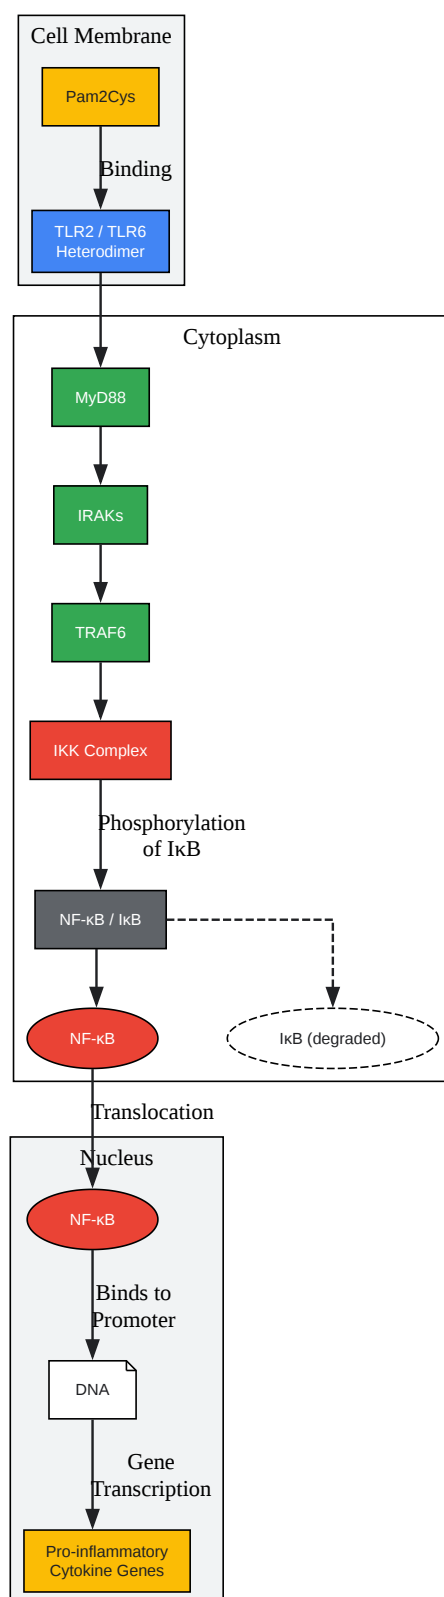 Cell Membrane
Pam2Cys
Binding
TLR2 / TLR6
Heterodimer
Cytoplasm
MyD88
IRAKs
TRAF6
IKK Complex
Phosphorylation
of IκB
NF-κB / IκB
NF-κB
IκB (degraded)
Translocation
Nucleus
NF-κB
Binds to
Promoter
DNA
Gene
Transcription
Pro-inflammatory
Cytokine Genes